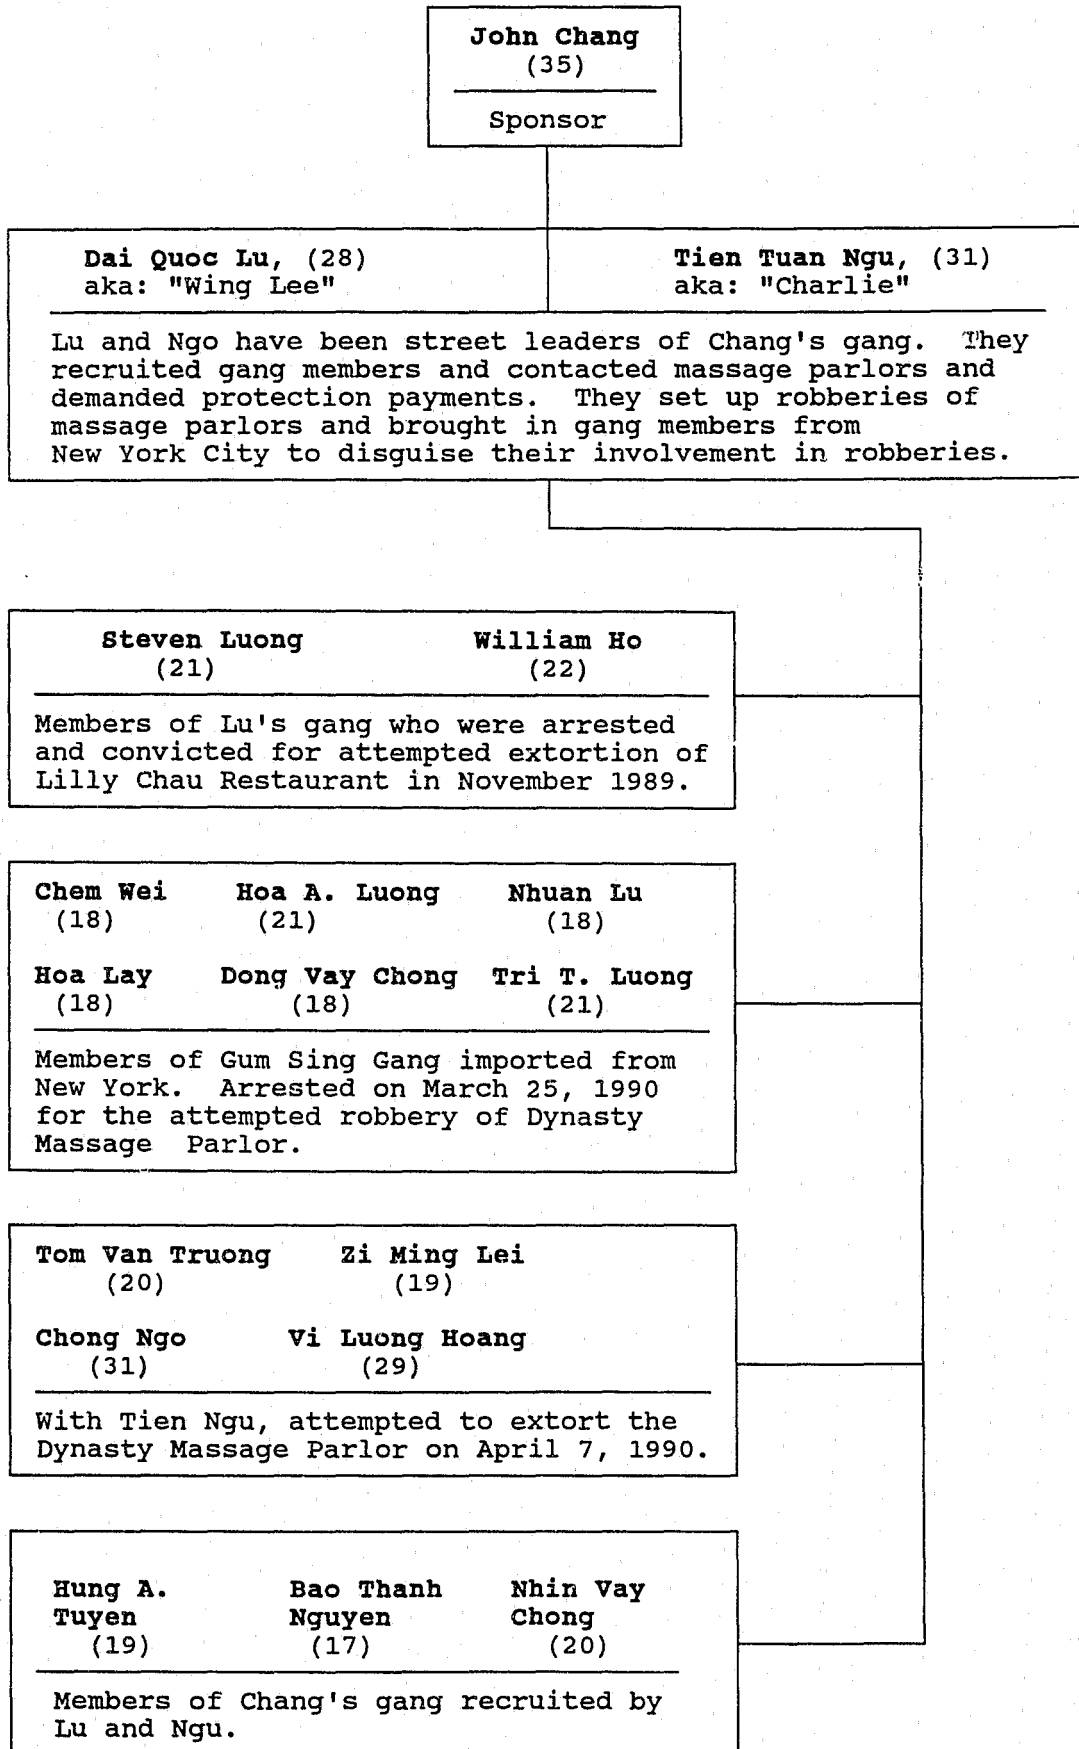 John Chang
(35)
Sponsor
Dai Quoc Lu, (28) Tien Tuan Ngu, (31)
aka: "Wing Lee" aka: "Charlie"
Lu and Ngo have been street leaders of Chang's gang. They
recruited gang members and contacted massage parlors and
demanded protection payments. They set up robberies of
massage parlors and brought in gang members from
New York City to disguise their involvement in robberies.
Steven Luong William Ho
(21) (22)
Members of Lu's gang who were arrested
and convicted for attempted extortion of
Lilly Chau Restaurant in November 1989.
Chem Wei Hoa A. Luong Nhuan Lu
(18) (21) (18)
Hoa Lay Dong Vay Chong Tri T. Luong
(18) (18) (21)
Members of Gum Sing Gang imported from
New York. Arrested on March 25, 1990
for the attempted robbery of Dynasty
Massage Parlor.
Tom Van Truong Zi Ming Lei
(20) (19)
Chong Ngo Vi Luong Hoang
(31) (29)
With Tien Ngu, attempted to extort the
Dynasty Massage Parlor on April 7, 1990.
Hung A. Bao Thanh Nhin Vay
Tuyen Nguyen Chong
(19) (17) (20)
Members of Chang's gang recruited by
Lu and Ngu.